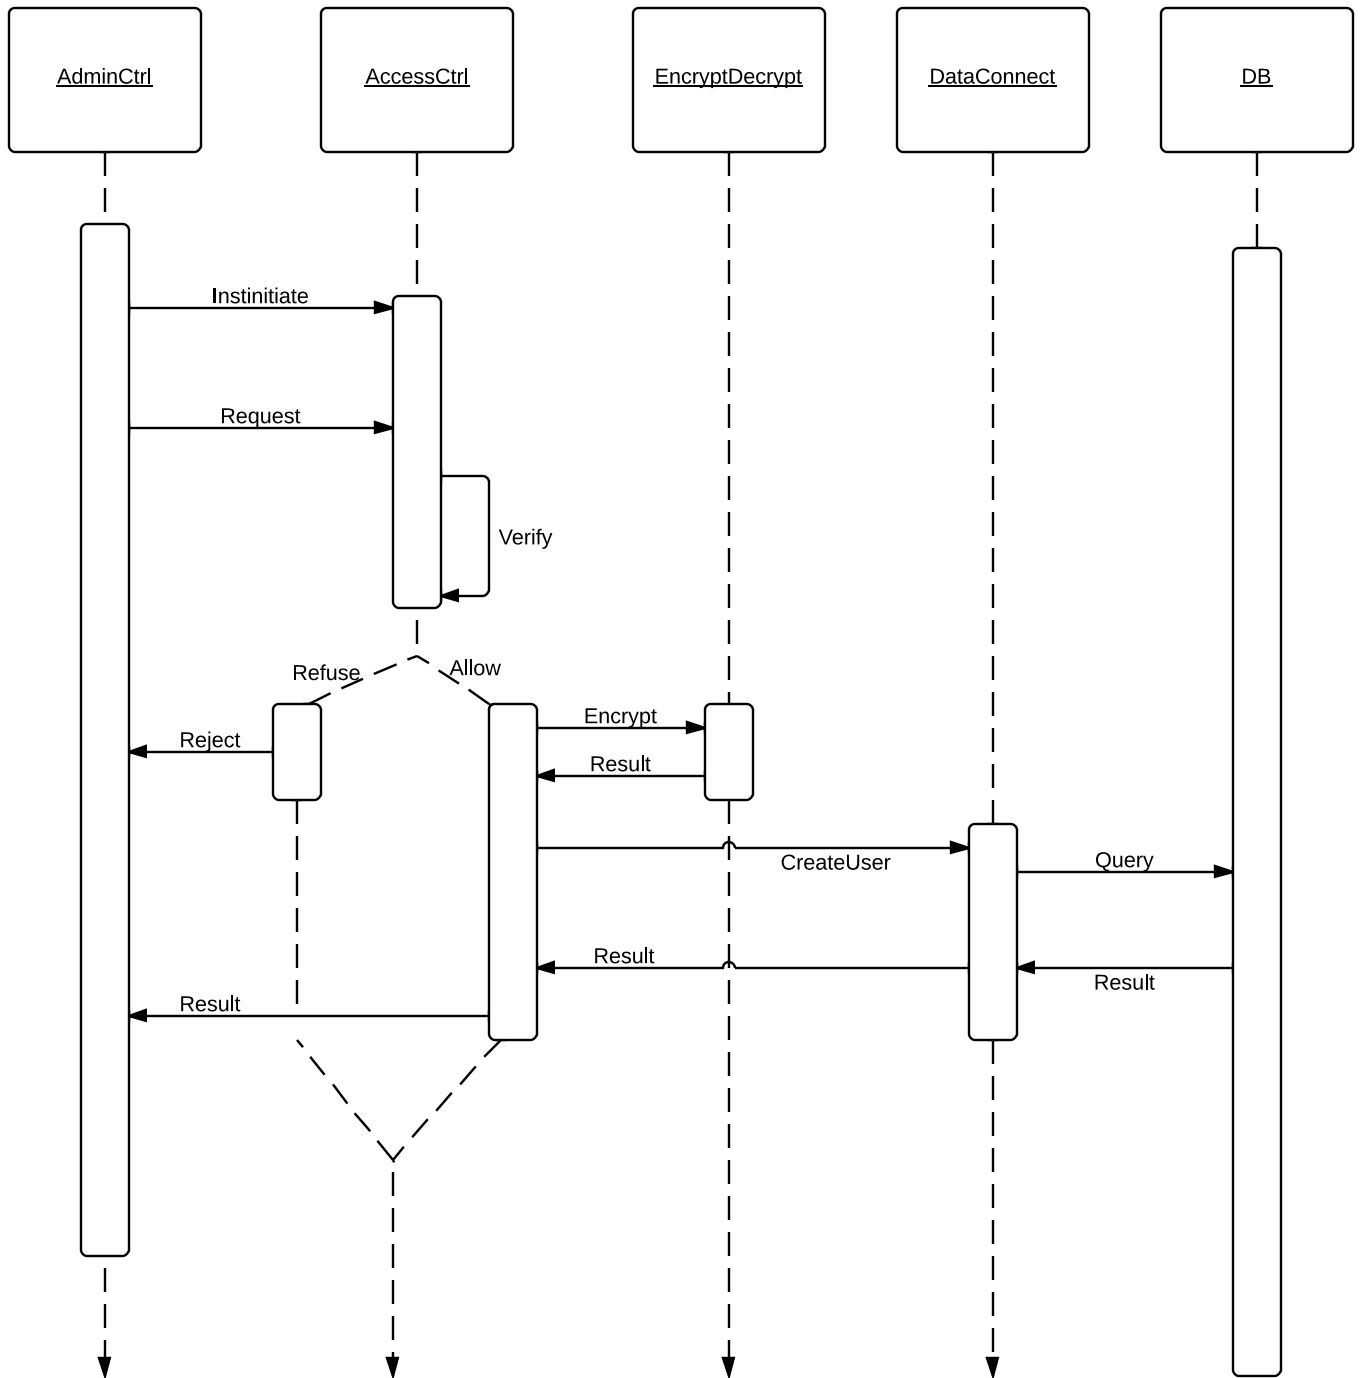 AdminCtrl
AccessCtrl
EncryptDecrypt
DataConnect
DB
Instinitiate
Request
Verify
Refuse
Allow
Encrypt
Reject
Result
CreateUser
Query
Result
Result
Result